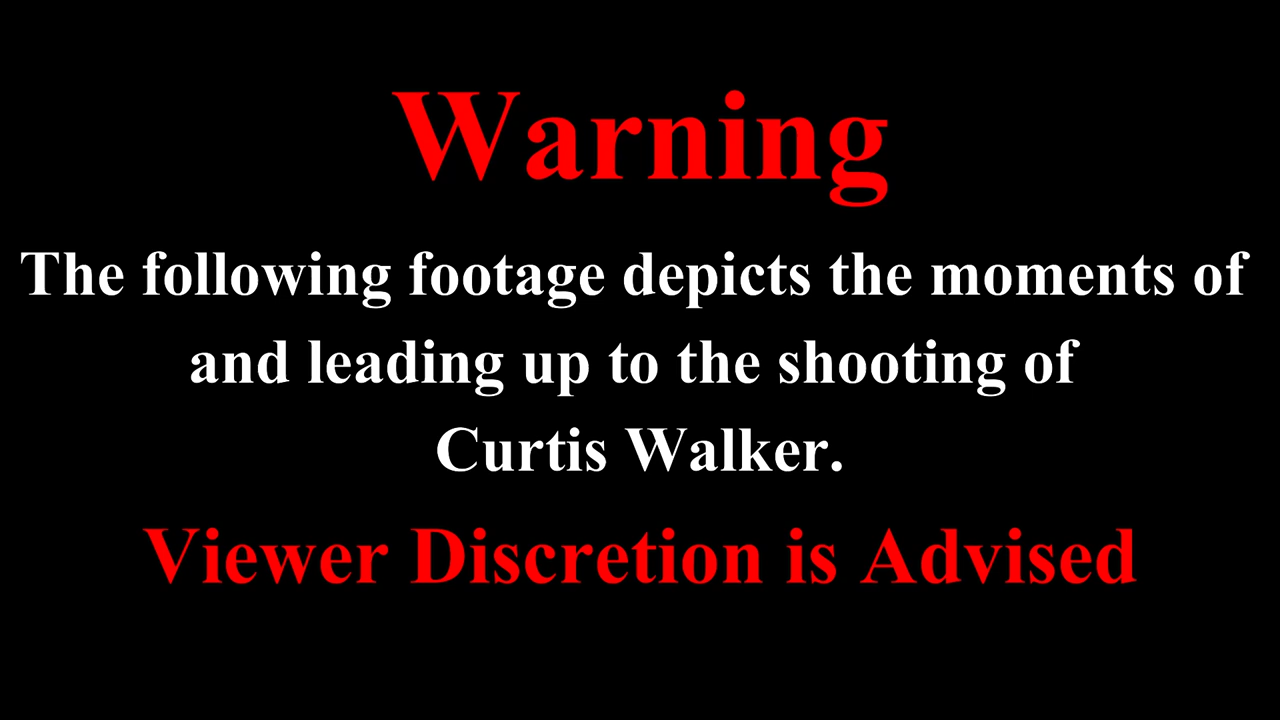 Warning
The following footage depicts the moments of
and leading up to the shooting of
Curtis Walker.
Viewer Discretion is Advised